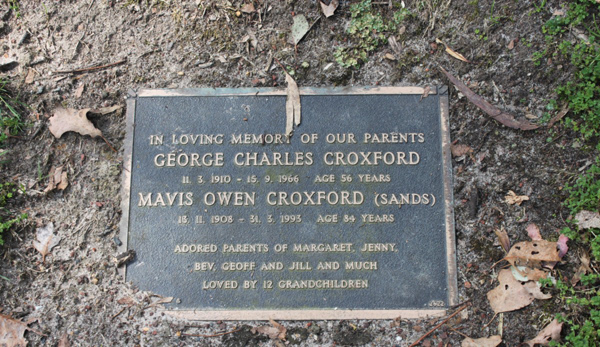 IN LOVING MEMORY OF OUR PARENTS
GEORGE CHARLES CROXFORD
11. 3. 1910 - 15. 9. 1966 AGE 56 YEARS
MAVIS OWEN CROXFORD (SANDS)
13. 11. 1908 - 31. 3. 1993 AGE 84 YEARS
ADORED PARENTS OF MARGARET, JENNY,
BEV, GEOFF AND JILL AND MUCH
LOVED BY 12 GRANDCHILDREN